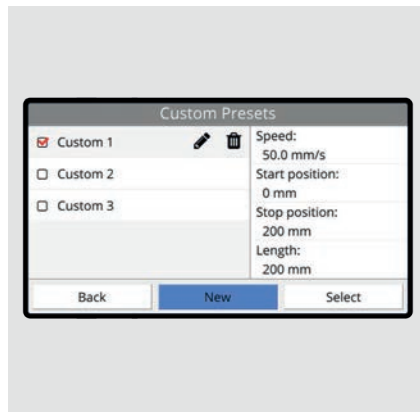 Custom Presets
Custom 1
Custom 2
Custom 3
Speed:
50.0 mm/s
Start position:
0 mm
Stop position:
200 mm
Length:
200 mm
Back
New
Select